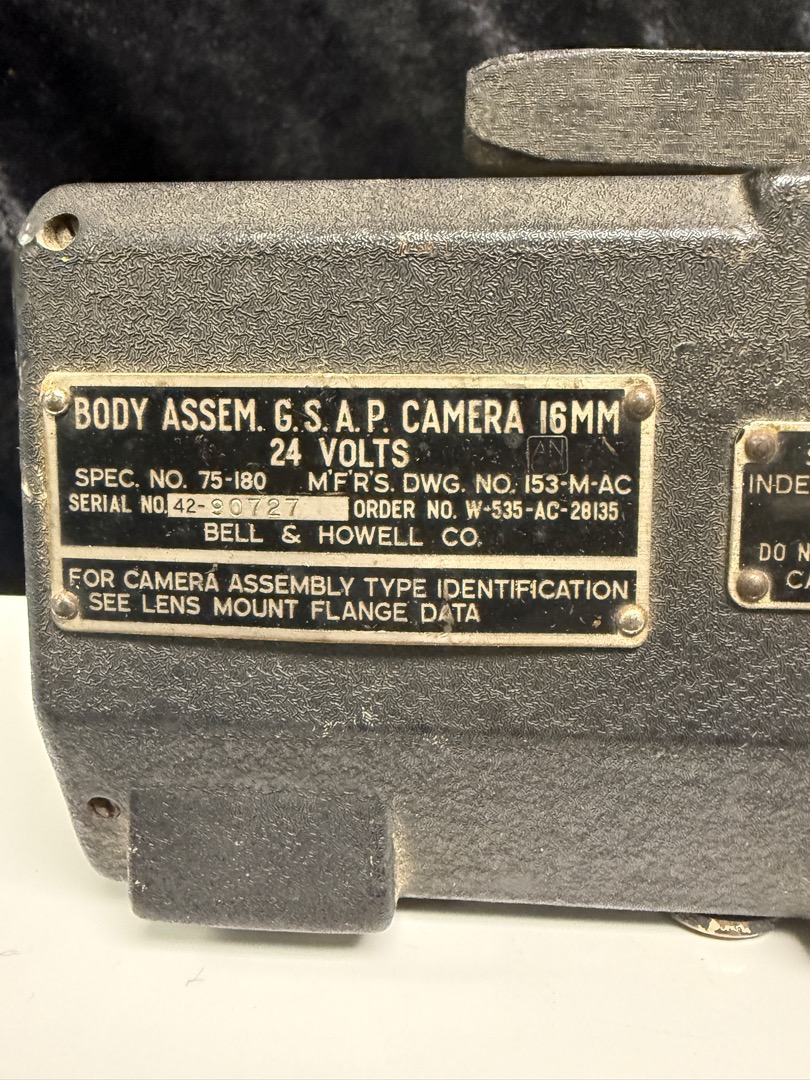 BODY ASSEM. G.S.A.P. CAMERA 16MM
24 VOLTS
AN
SPEC. NO. 75-180 M'F'R'S. DWG. NO. 153-M-AC
SERIAL NO. 42-90727 ORDER NO. W-535-AC-28135
BELL & HOWELL CO.
FOR CAMERA ASSEMBLY TYPE IDENTIFICATION
SEE LENS MOUNT FLANGE DATA
DO N
CA